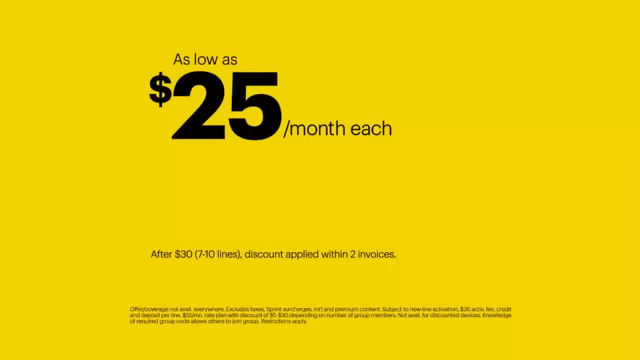 As low as
$25/month each
After $30 (7-10 lines), discount applied within 2 invoices.
Offer/coverage not avail. everywhere. Excludes taxes, Sprint surcharges, int'l and premium content. Subject to new-line activation, $36 activ. fee, credit
and deposit per line. $55/mo. rate plan with discount of $5-$30 depending on number of group members. Not avail. for discounted devices. Knowledge
of required group code allows others to join group. Restrictions apply.